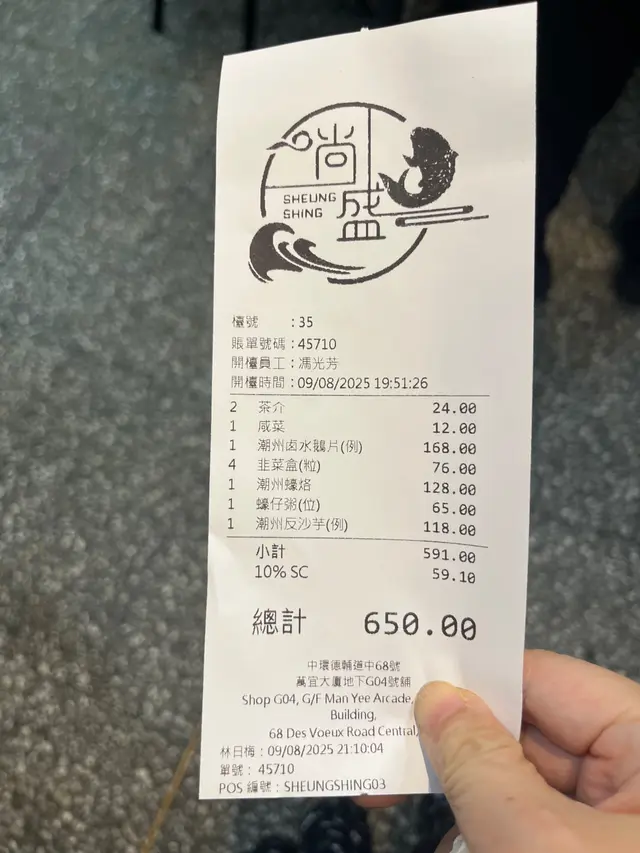 尚盛
SHEUNG
SHING
檯號 : 35
賬單號碼 : 45710
開檯員工 : 馮光芳
開檯時間 : 09/08/2025 19:51:26
2 茶介 24.00
1 咸菜 12.00
1 潮州卤水鵝片(例) 168.00
4 韭菜盒(粒) 76.00
1 潮州蠔烙 128.00
1 蠔仔粥(位) 65.00
1 潮州反沙芋(例) 118.00
小計 591.00
10% SC 59.10
總計 650.00
中環德輔道中68號
萬宜大廈地下G04號舖
Shop G04, G/F Man Yee Arcade,
Building,
68 Des Voeux Road Central,
林日梅 : 09/08/2025 21:10:04
單號 : 45710
POS 編號 : SHEUNGSHING03